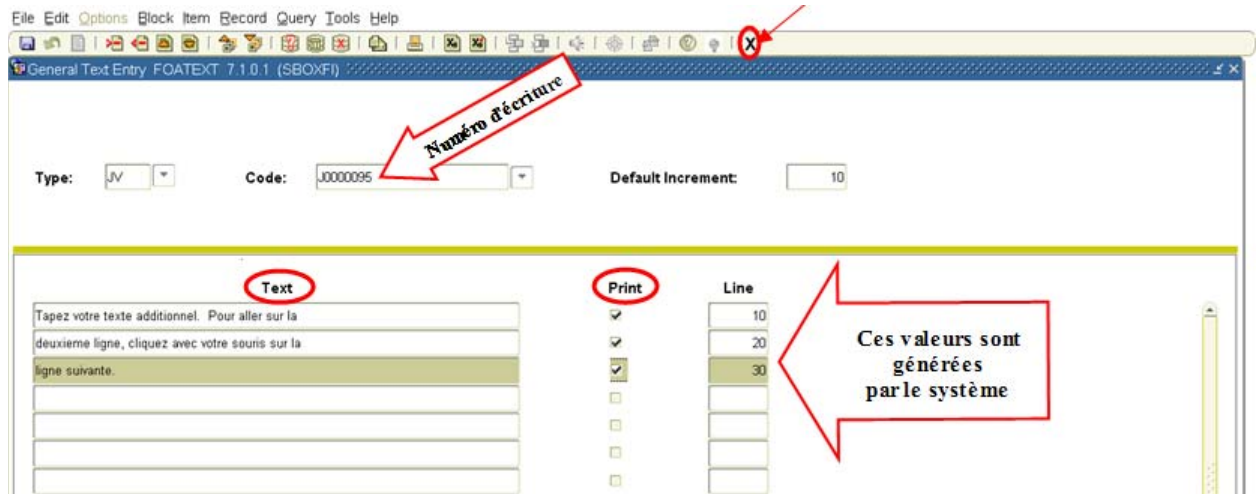 File Edit Options Block Item Record Query Tools Help
X
General Text Entry FOATEXT 7.1.0.1 (SBOXFI)
Numéro d'écriture
Type: JV Code: J0000095 Default Increment: 10
Text Print Line
Tapez votre texte additionnel. Pour aller sur la 10
deuxieme ligne, cliquez avec votre souris sur la 20
ligne suivante. 30
Ces valeurs sont
générées
par le système